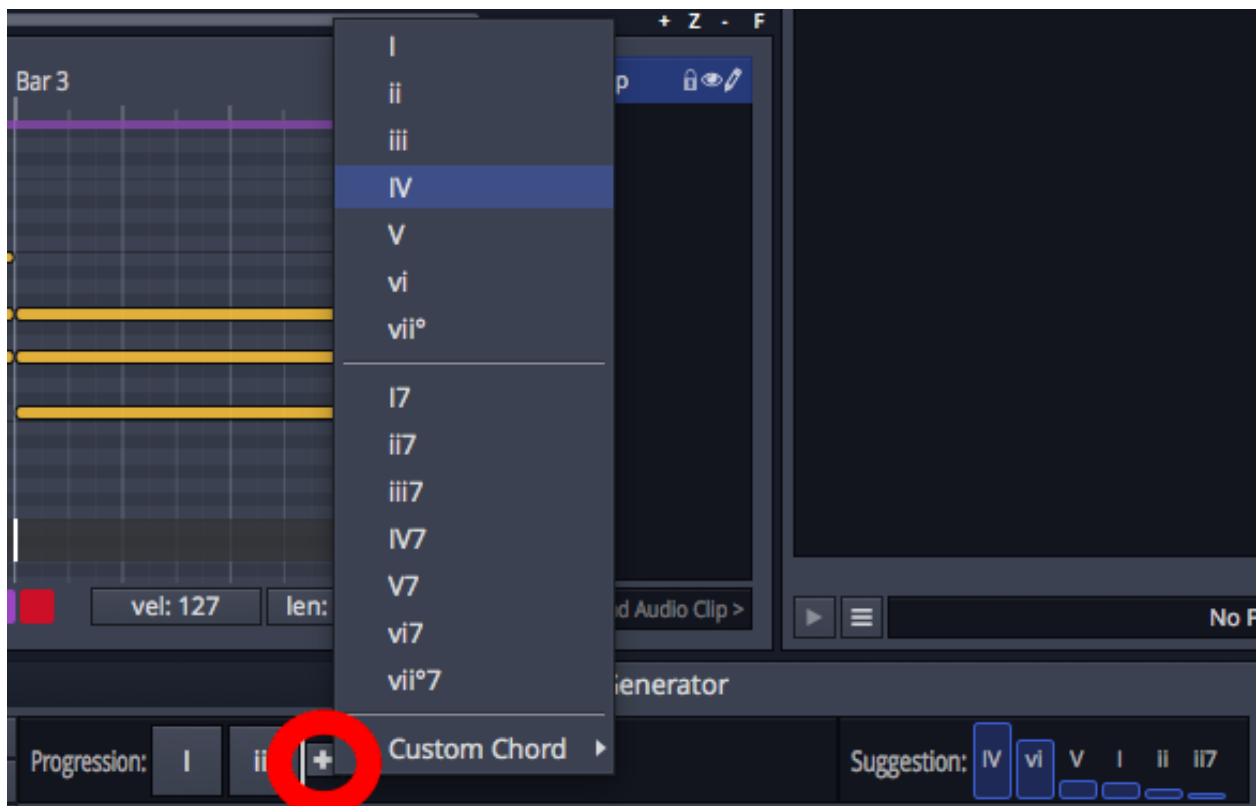 + Z - F
Bar 3
p
I
ii
iii
IV
V
vi
vii°
I7
ii7
iii7
IV7
V7
vi7
vii°7
Custom Chord
vel: 127 len:
d Audio Clip >
No P
Generator
Progression: I ii +
Suggestion: IV vi V I ii ii7